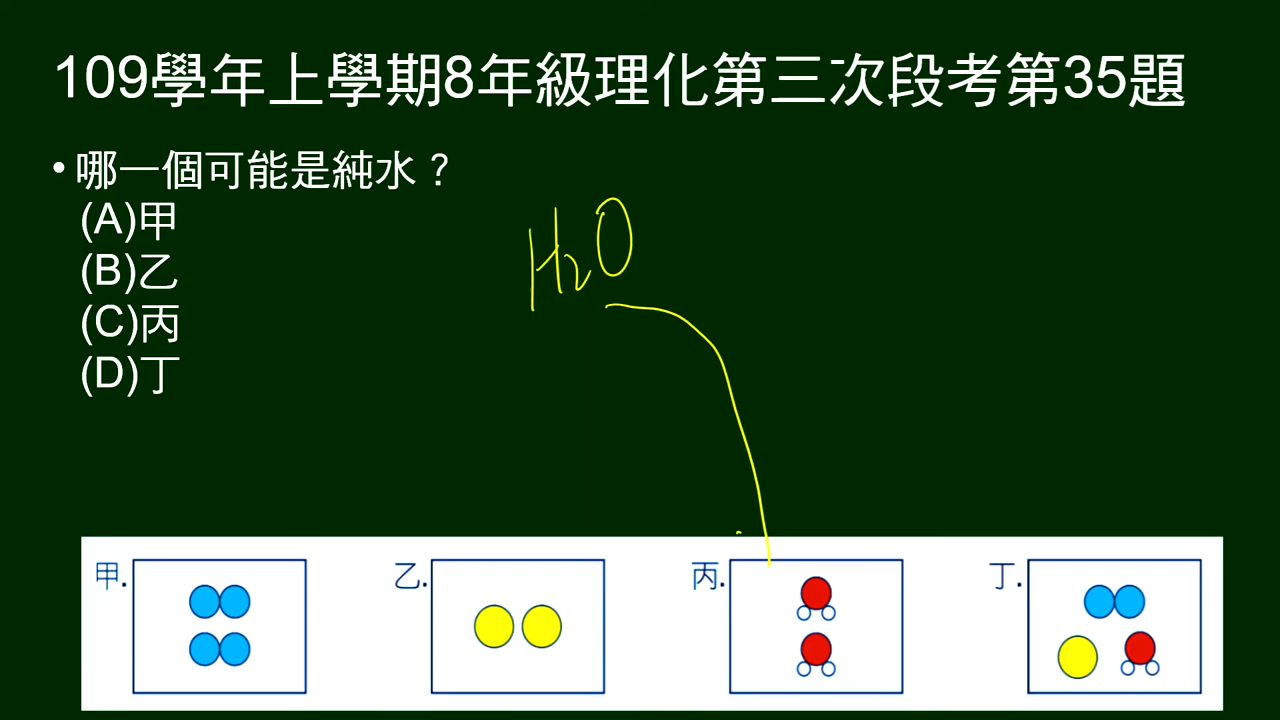 109學年上學期8年級理化第三次段考第35題
• 哪一個可能是純水？
(A)甲
(B)乙
(C)丙
(D)丁
H₂O
甲. 乙. 丙. 丁.